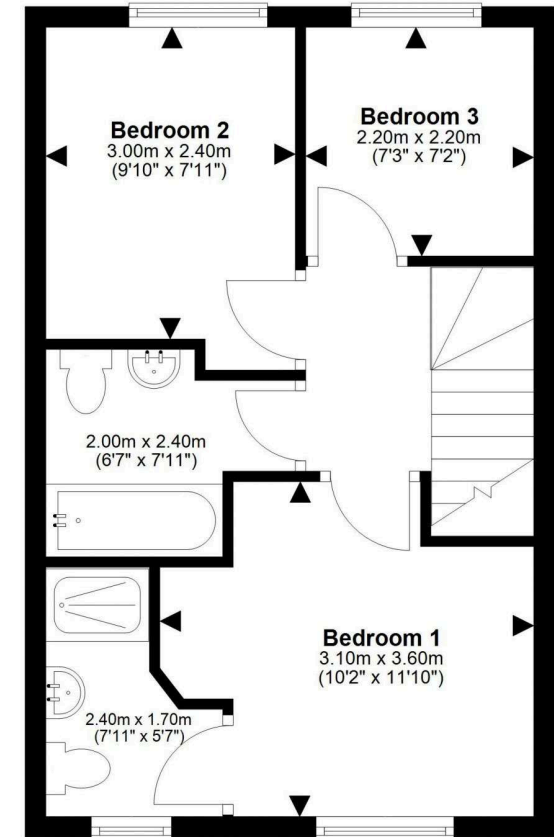 Bedroom 2
3.00m x 2.40m
(9'10" x 7'11")
Bedroom 3
2.20m x 2.20m
(7'3" x 7'2")
2.00m x 2.40m
(6'7" x 7'11")
Bedroom 1
3.10m x 3.60m
(10'2" x 11'10")
2.40m x 1.70m
(7'11" x 5'7")